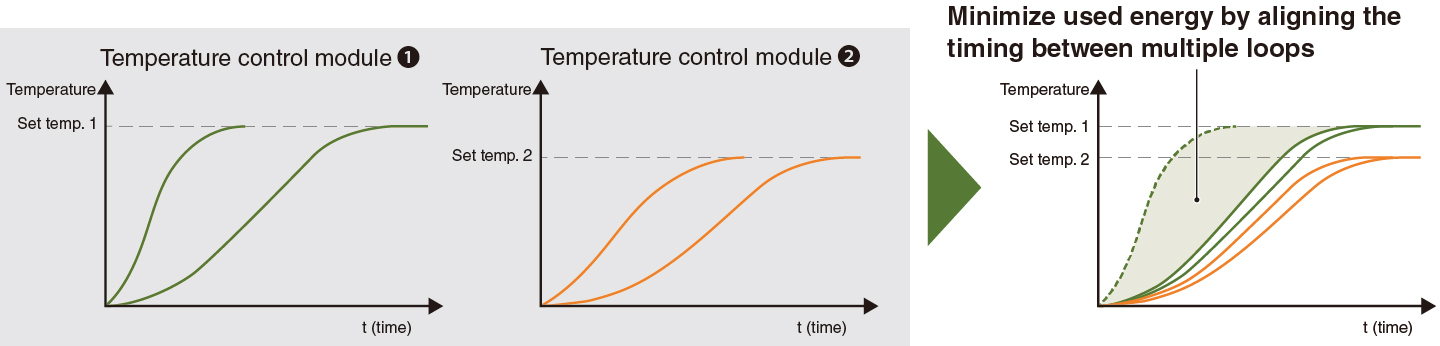 Minimize used energy by aligning the
timing between multiple loops
Temperature control module ❶
Temperature
Set temp. 1
t (time)
Temperature control module ❷
Temperature
Set temp. 2
t (time)
Temperature
Set temp. 1
Set temp. 2
t (time)